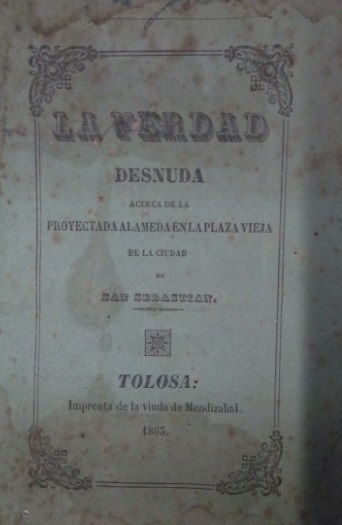 LA VERDAD
DESNUDA
ACERCA DE LA
PROYECTADA ALAMEDA EN LA PLAZA VIEJA
DE LA CIUDAD
DE
SAN SEBASTIAN.
TOLOSA:
Imprenta de la viuda de Mendizabal.
1865.